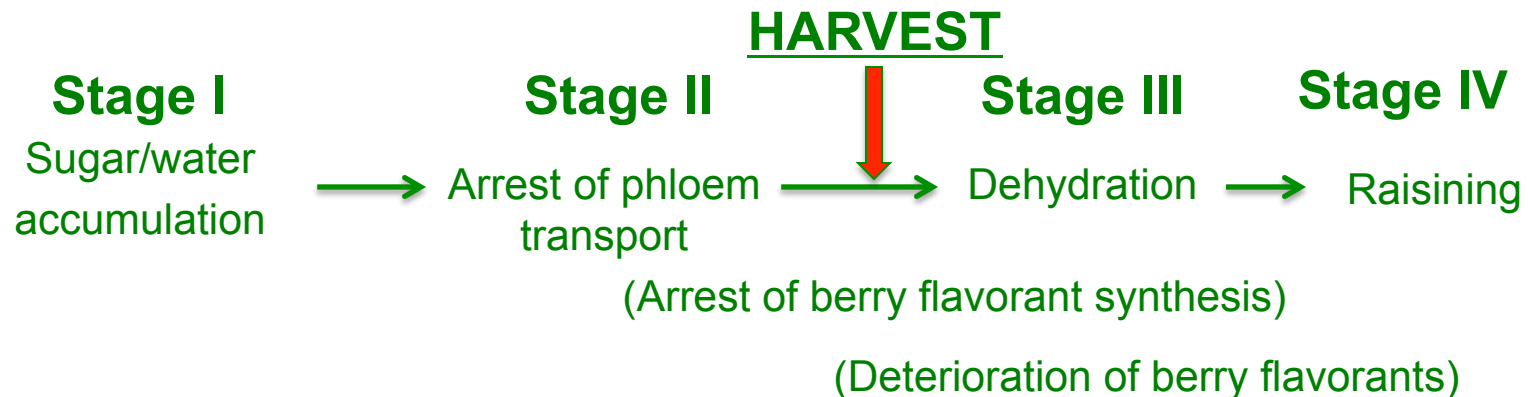 HARVEST
Stage I
Stage II
Stage III
Stage IV
Sugar/water
accumulation
Arrest of phloem
transport
Dehydration
Raisining
(Arrest of berry flavorant synthesis)
(Deterioration of berry flavorants)